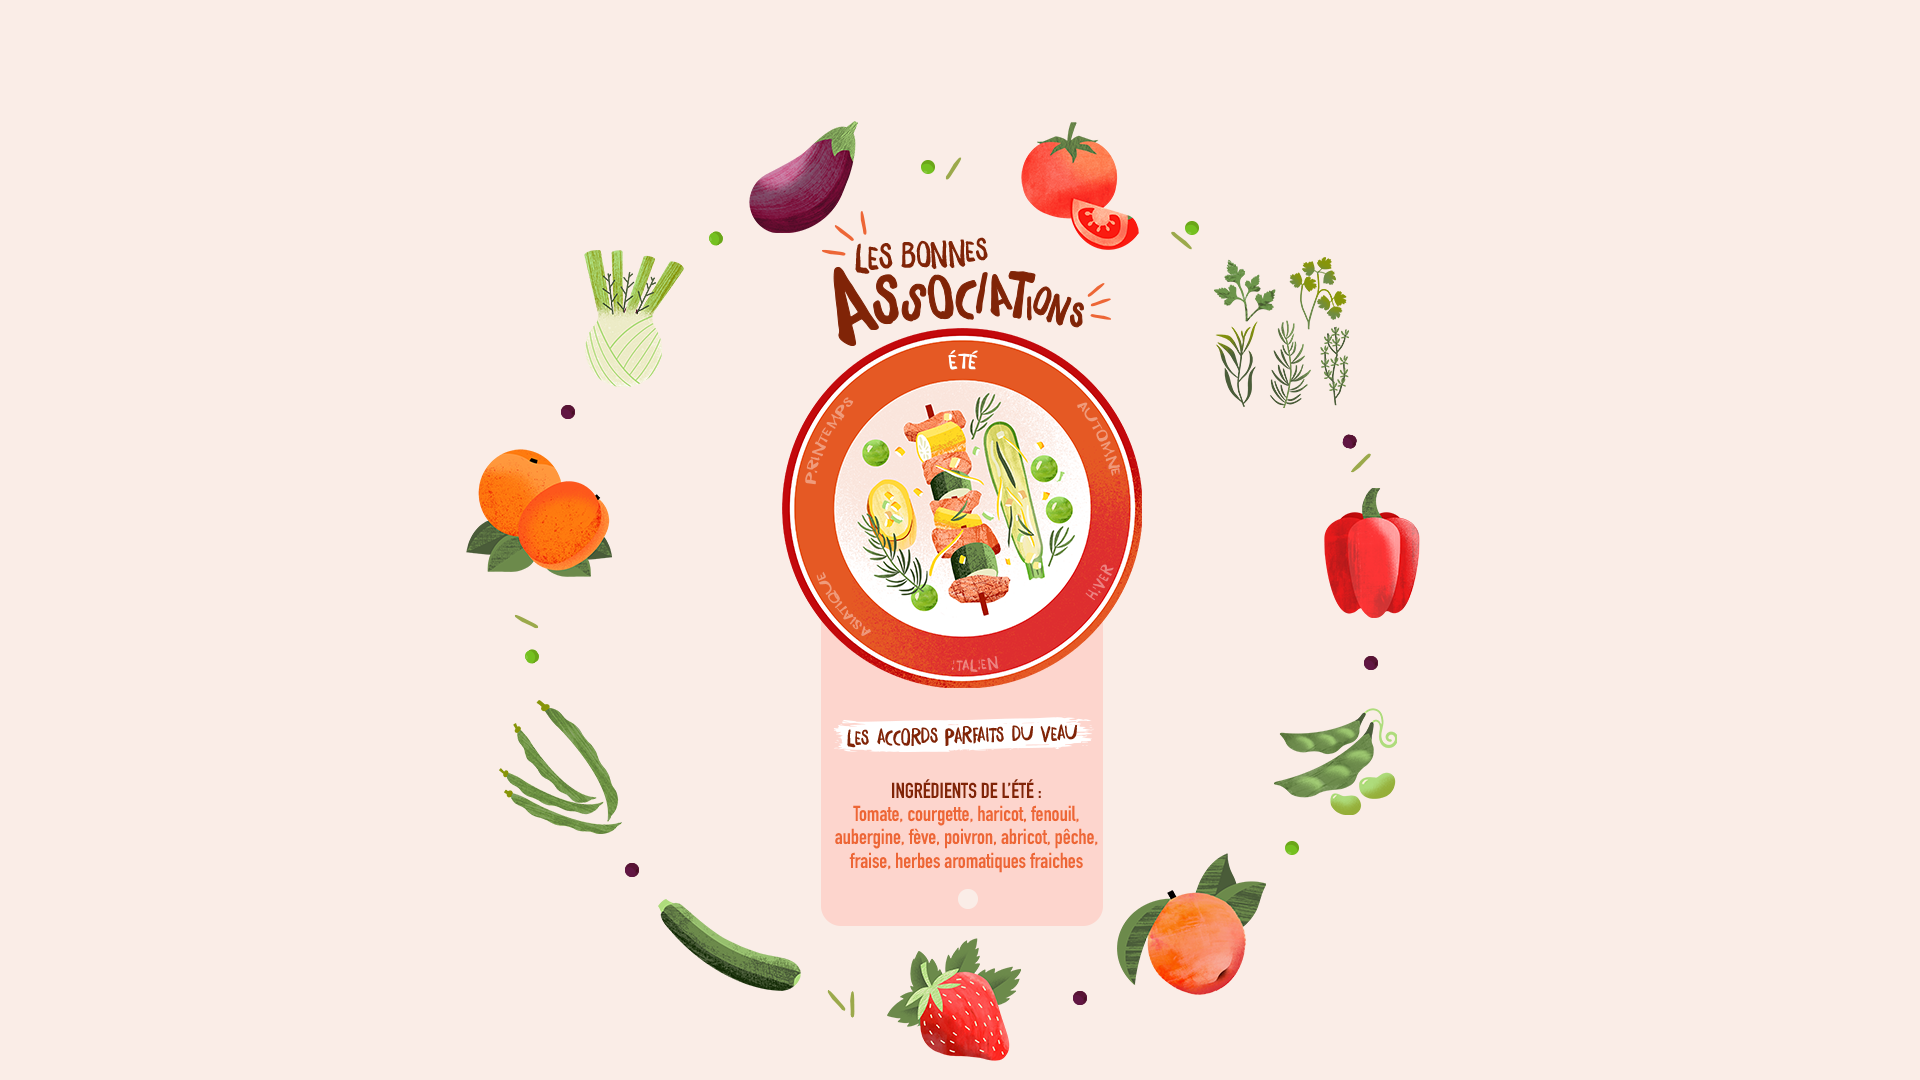 LES BONNES
ASSOCIATIONS
ÉTÉ
PRINTEMPS
AUTOMNE
ASIATIQUE
HIVER
ITALIEN
LES ACCORDS PARFAITS DU VEAU
INGRÉDIENTS DE L'ÉTÉ :
Tomate, courgette, haricot, fenouil,
aubergine, fève, poivron, abricot, pêche,
fraise, herbes aromatiques fraiches